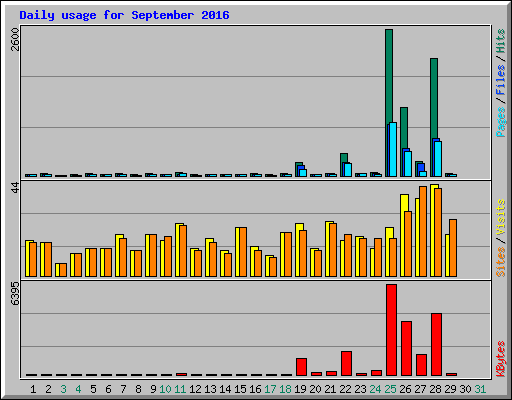 Daily usage for September 2016
2600
Pages / Files / Hits
44
Sites / Visits
6395
KBytes
1 2 3 4 5 6 7 8 9 10 11 12 13 14 15 16 17 18 19 20 21 22 23 24 25 26 27 28 29 30 31